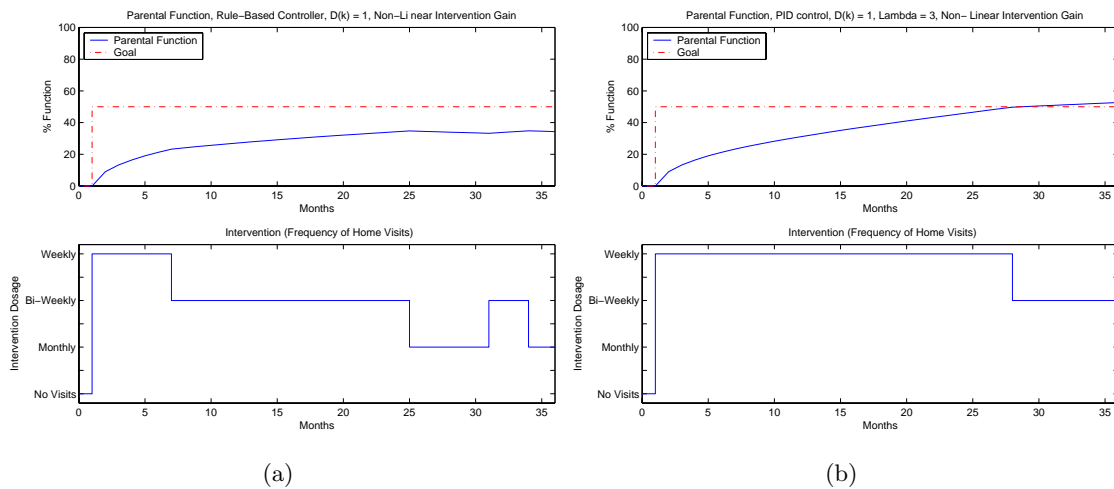 Parental Function, Rule-Based Controller, D(k) = 1, Non-Li near Intervention Gain
100
80
60
40
20
0
% Function
Parental Function
Goal
0 5 10 15 20 25 30 35
Months
Intervention (Frequency of Home Visits)
Weekly
Bi-Weekly
Monthly
No Visits
Intervention Dosage
0 5 10 15 20 25 30 35
Months
(a)
Parental Function, PID control, D(k) = 1, Lambda = 3, Non- Linear Intervention Gain
100
80
60
40
20
0
% Function
Parental Function
Goal
0 5 10 15 20 25 30 35
Months
Intervention (Frequency of Home Visits)
Weekly
Bi-Weekly
Monthly
No Visits
Intervention Dosage
0 5 10 15 20 25 30 35
Months
(b)